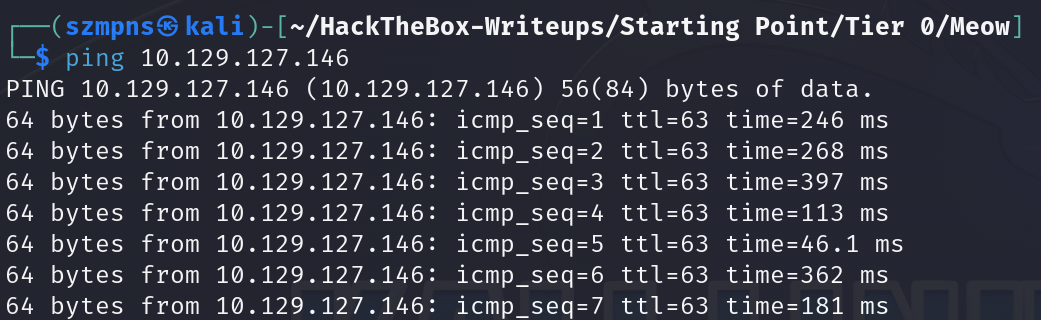 ┌──(szmpns㉿kali)-[~/HackTheBox-Writeups/Starting Point/Tier 0/Meow]
└─$ ping 10.129.127.146
PING 10.129.127.146 (10.129.127.146) 56(84) bytes of data.
64 bytes from 10.129.127.146: icmp_seq=1 ttl=63 time=246 ms
64 bytes from 10.129.127.146: icmp_seq=2 ttl=63 time=268 ms
64 bytes from 10.129.127.146: icmp_seq=3 ttl=63 time=397 ms
64 bytes from 10.129.127.146: icmp_seq=4 ttl=63 time=113 ms
64 bytes from 10.129.127.146: icmp_seq=5 ttl=63 time=46.1 ms
64 bytes from 10.129.127.146: icmp_seq=6 ttl=63 time=362 ms
64 bytes from 10.129.127.146: icmp_seq=7 ttl=63 time=181 ms